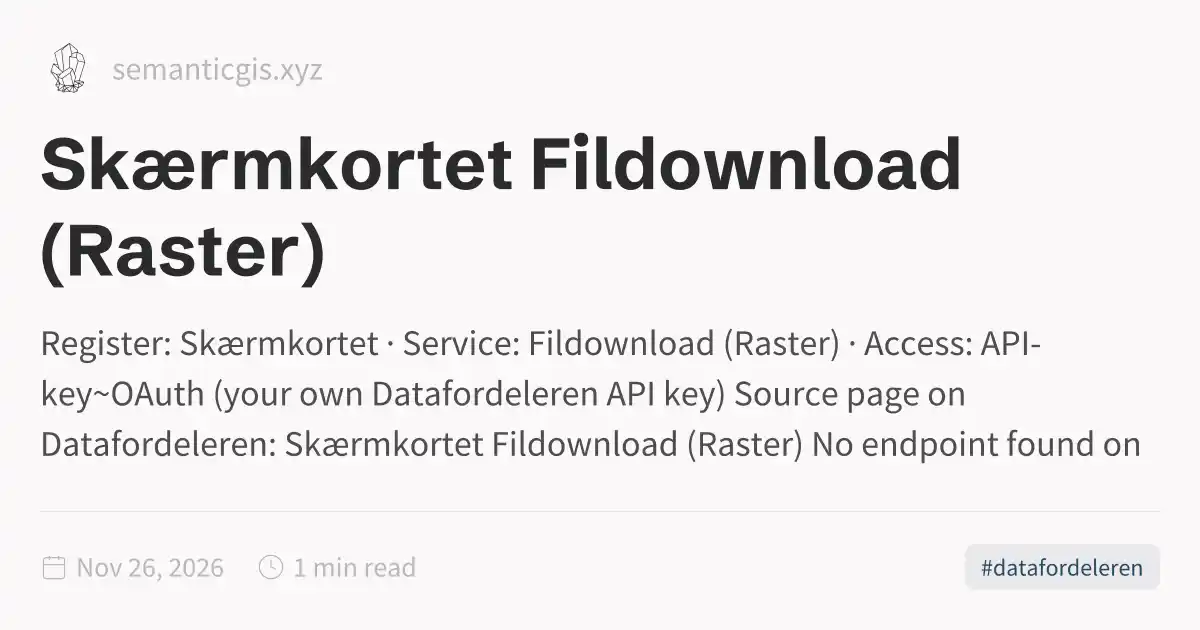 semanticgis.xyz
Skærmkortet Fildownload
(Raster)
Register: Skærmkortet · Service: Fildownload (Raster) · Access: API-
key~OAuth (your own Datafordeleren API key) Source page on
Datafordeleren: Skærmkortet Fildownload (Raster) No endpoint found on
Nov 26, 2026 1 min read #datafordeleren